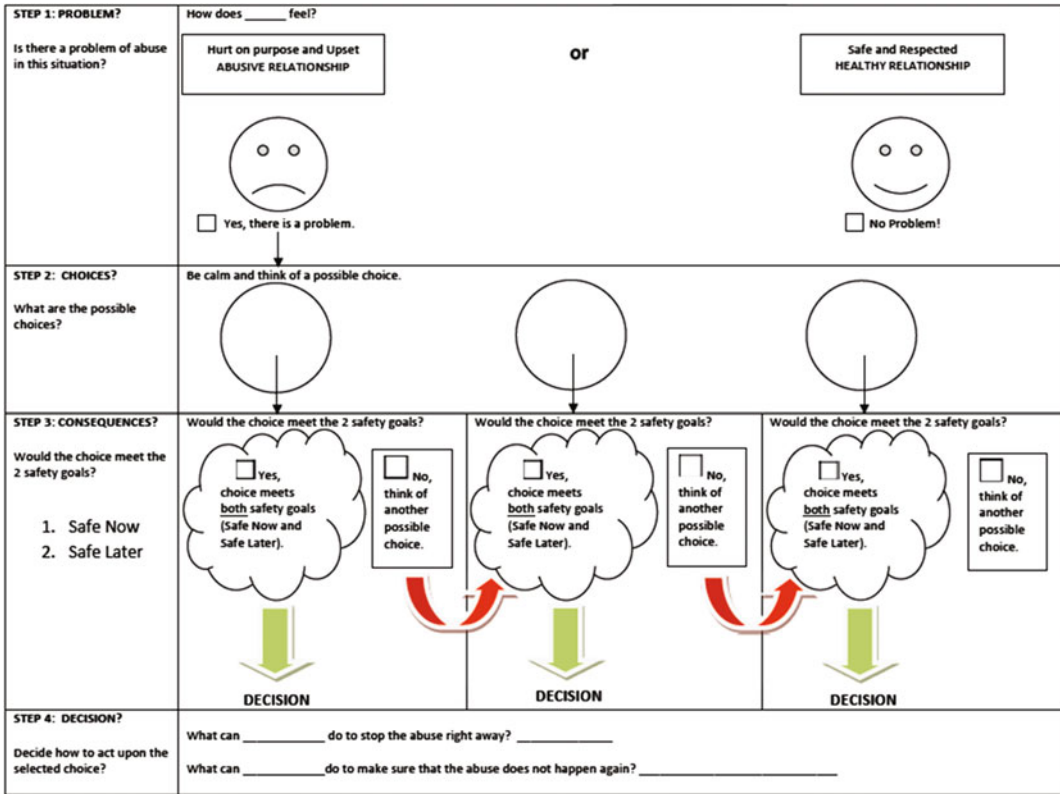 STEP 1: PROBLEM?
Is there a problem of abuse
in this situation?
How does ______ feel?
Hurt on purpose and Upset
ABUSIVE RELATIONSHIP
or
Safe and Respected
HEALTHY RELATIONSHIP
Yes, there is a problem.
No Problem!
STEP 2: CHOICES?
What are the possible
choices?
Be calm and think of a possible choice.
STEP 3: CONSEQUENCES?
Would the choice meet the
2 safety goals?
1. Safe Now
2. Safe Later
Would the choice meet the 2 safety goals?
Yes,
choice meets
both safety goals
(Safe Now and
Safe Later).
No,
think of
another
possible
choice.
DECISION
Would the choice meet the 2 safety goals?
Yes,
choice meets
both safety goals
(Safe Now and
Safe Later).
No,
think of
another
possible
choice.
DECISION
Would the choice meet the 2 safety goals?
Yes,
choice meets
both safety goals
(Safe Now and
Safe Later).
No,
think of
another
possible
choice.
DECISION
STEP 4: DECISION?
Decide how to act upon the
selected choice?
What can ____________ do to stop the abuse right away? ______________
What can ____________do to make sure that the abuse does not happen again? _____________________________